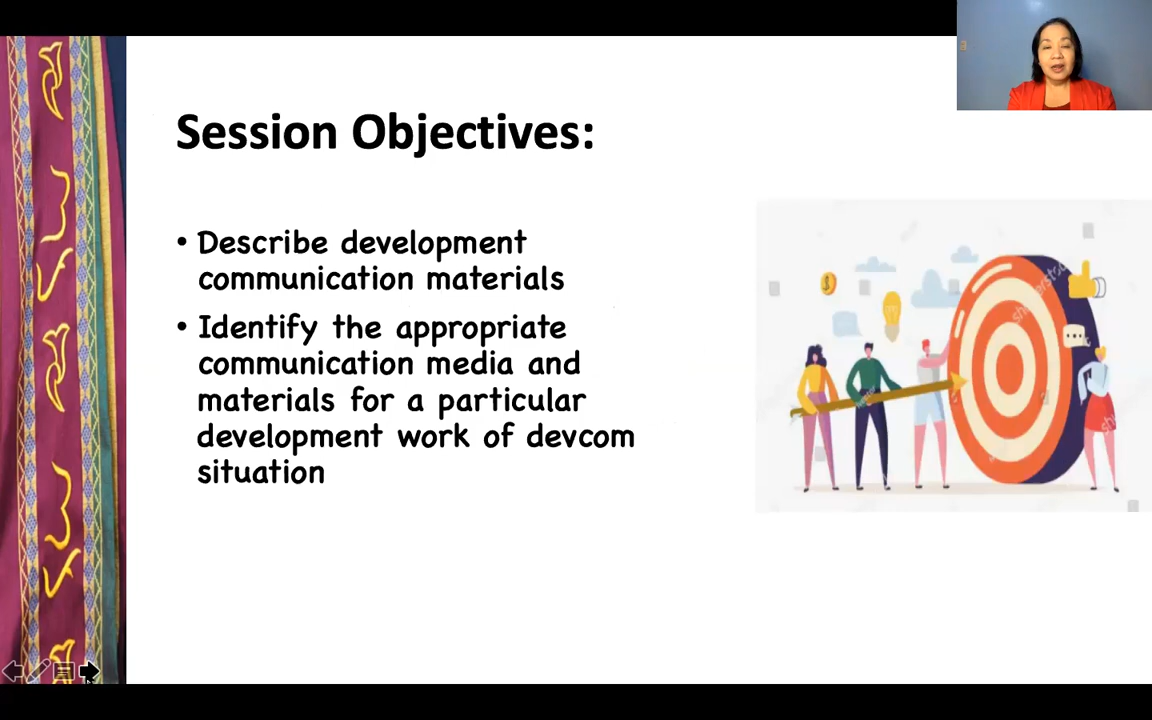 Session Objectives:
• Describe development
communication materials
• Identify the appropriate
communication media and
materials for a particular
development work of devcom
situation